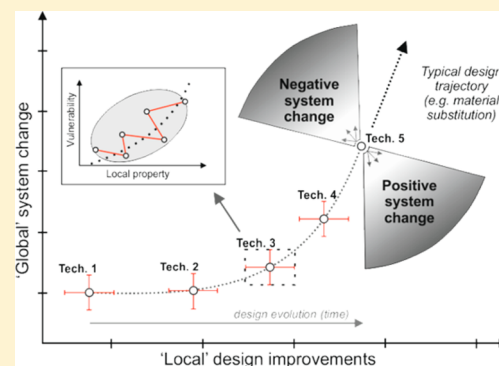 'Global' system change
Vulnerability
Local property
Negative
system
change
Typical design
trajectory
(e.g. material
substitution)
Tech. 5
Positive
system
change
Tech. 4
Tech. 3
Tech. 1
Tech. 2
design evolution (time)
'Local' design improvements